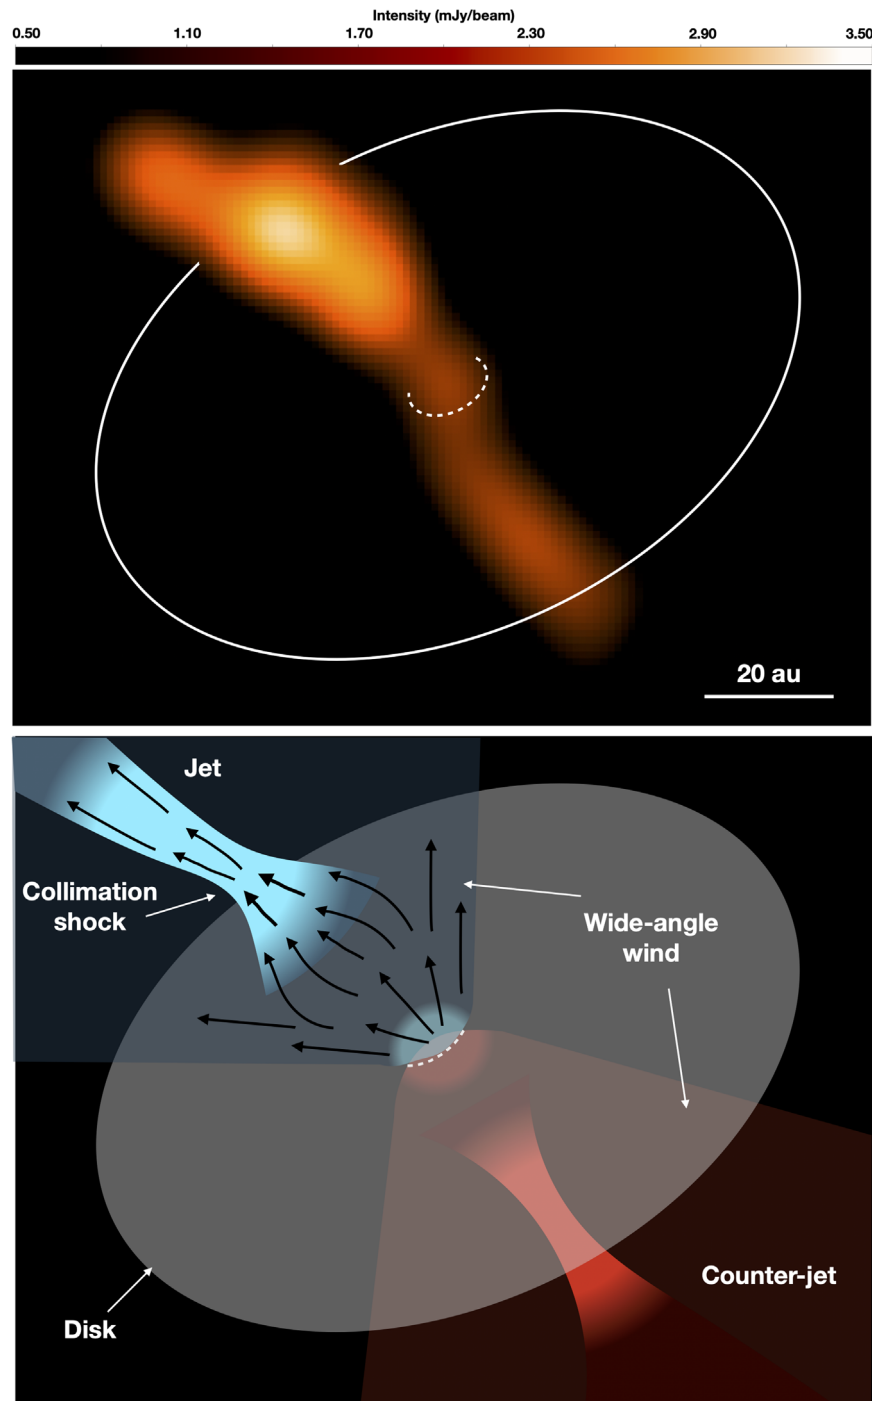 Intensity (mJy/beam)
0.50 1.10 1.70 2.30 2.90 3.50
20 au
Jet
Collimation
shock
Wide-angle
wind
Counter-jet
Disk